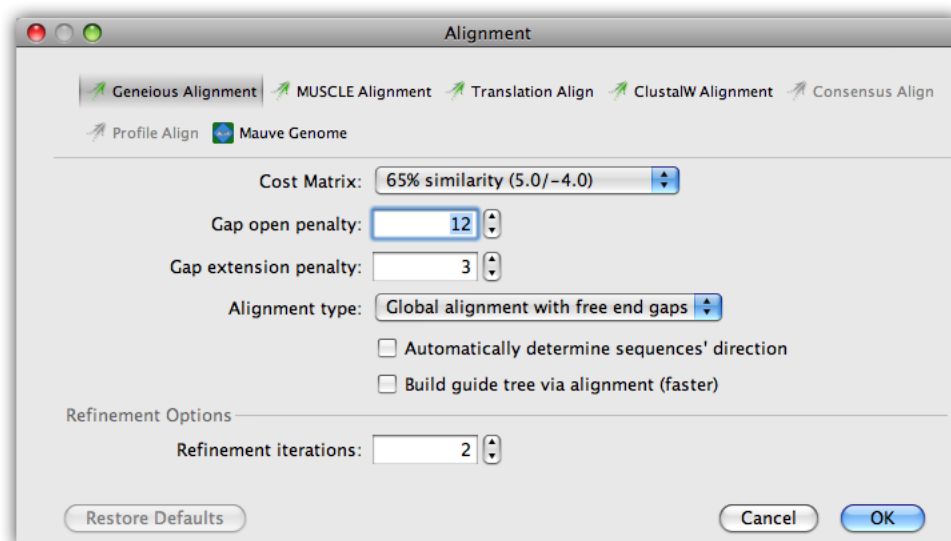 Alignment
Geneious Alignment MUSCLE Alignment Translation Align ClustalW Alignment Consensus Align
Profile Align Mauve Genome
Cost Matrix: 65% similarity (5.0/-4.0)
Gap open penalty: 12
Gap extension penalty: 3
Alignment type: Global alignment with free end gaps
Automatically determine sequences' direction
Build guide tree via alignment (faster)
Refinement Options
Refinement iterations: 2
Restore Defaults Cancel OK